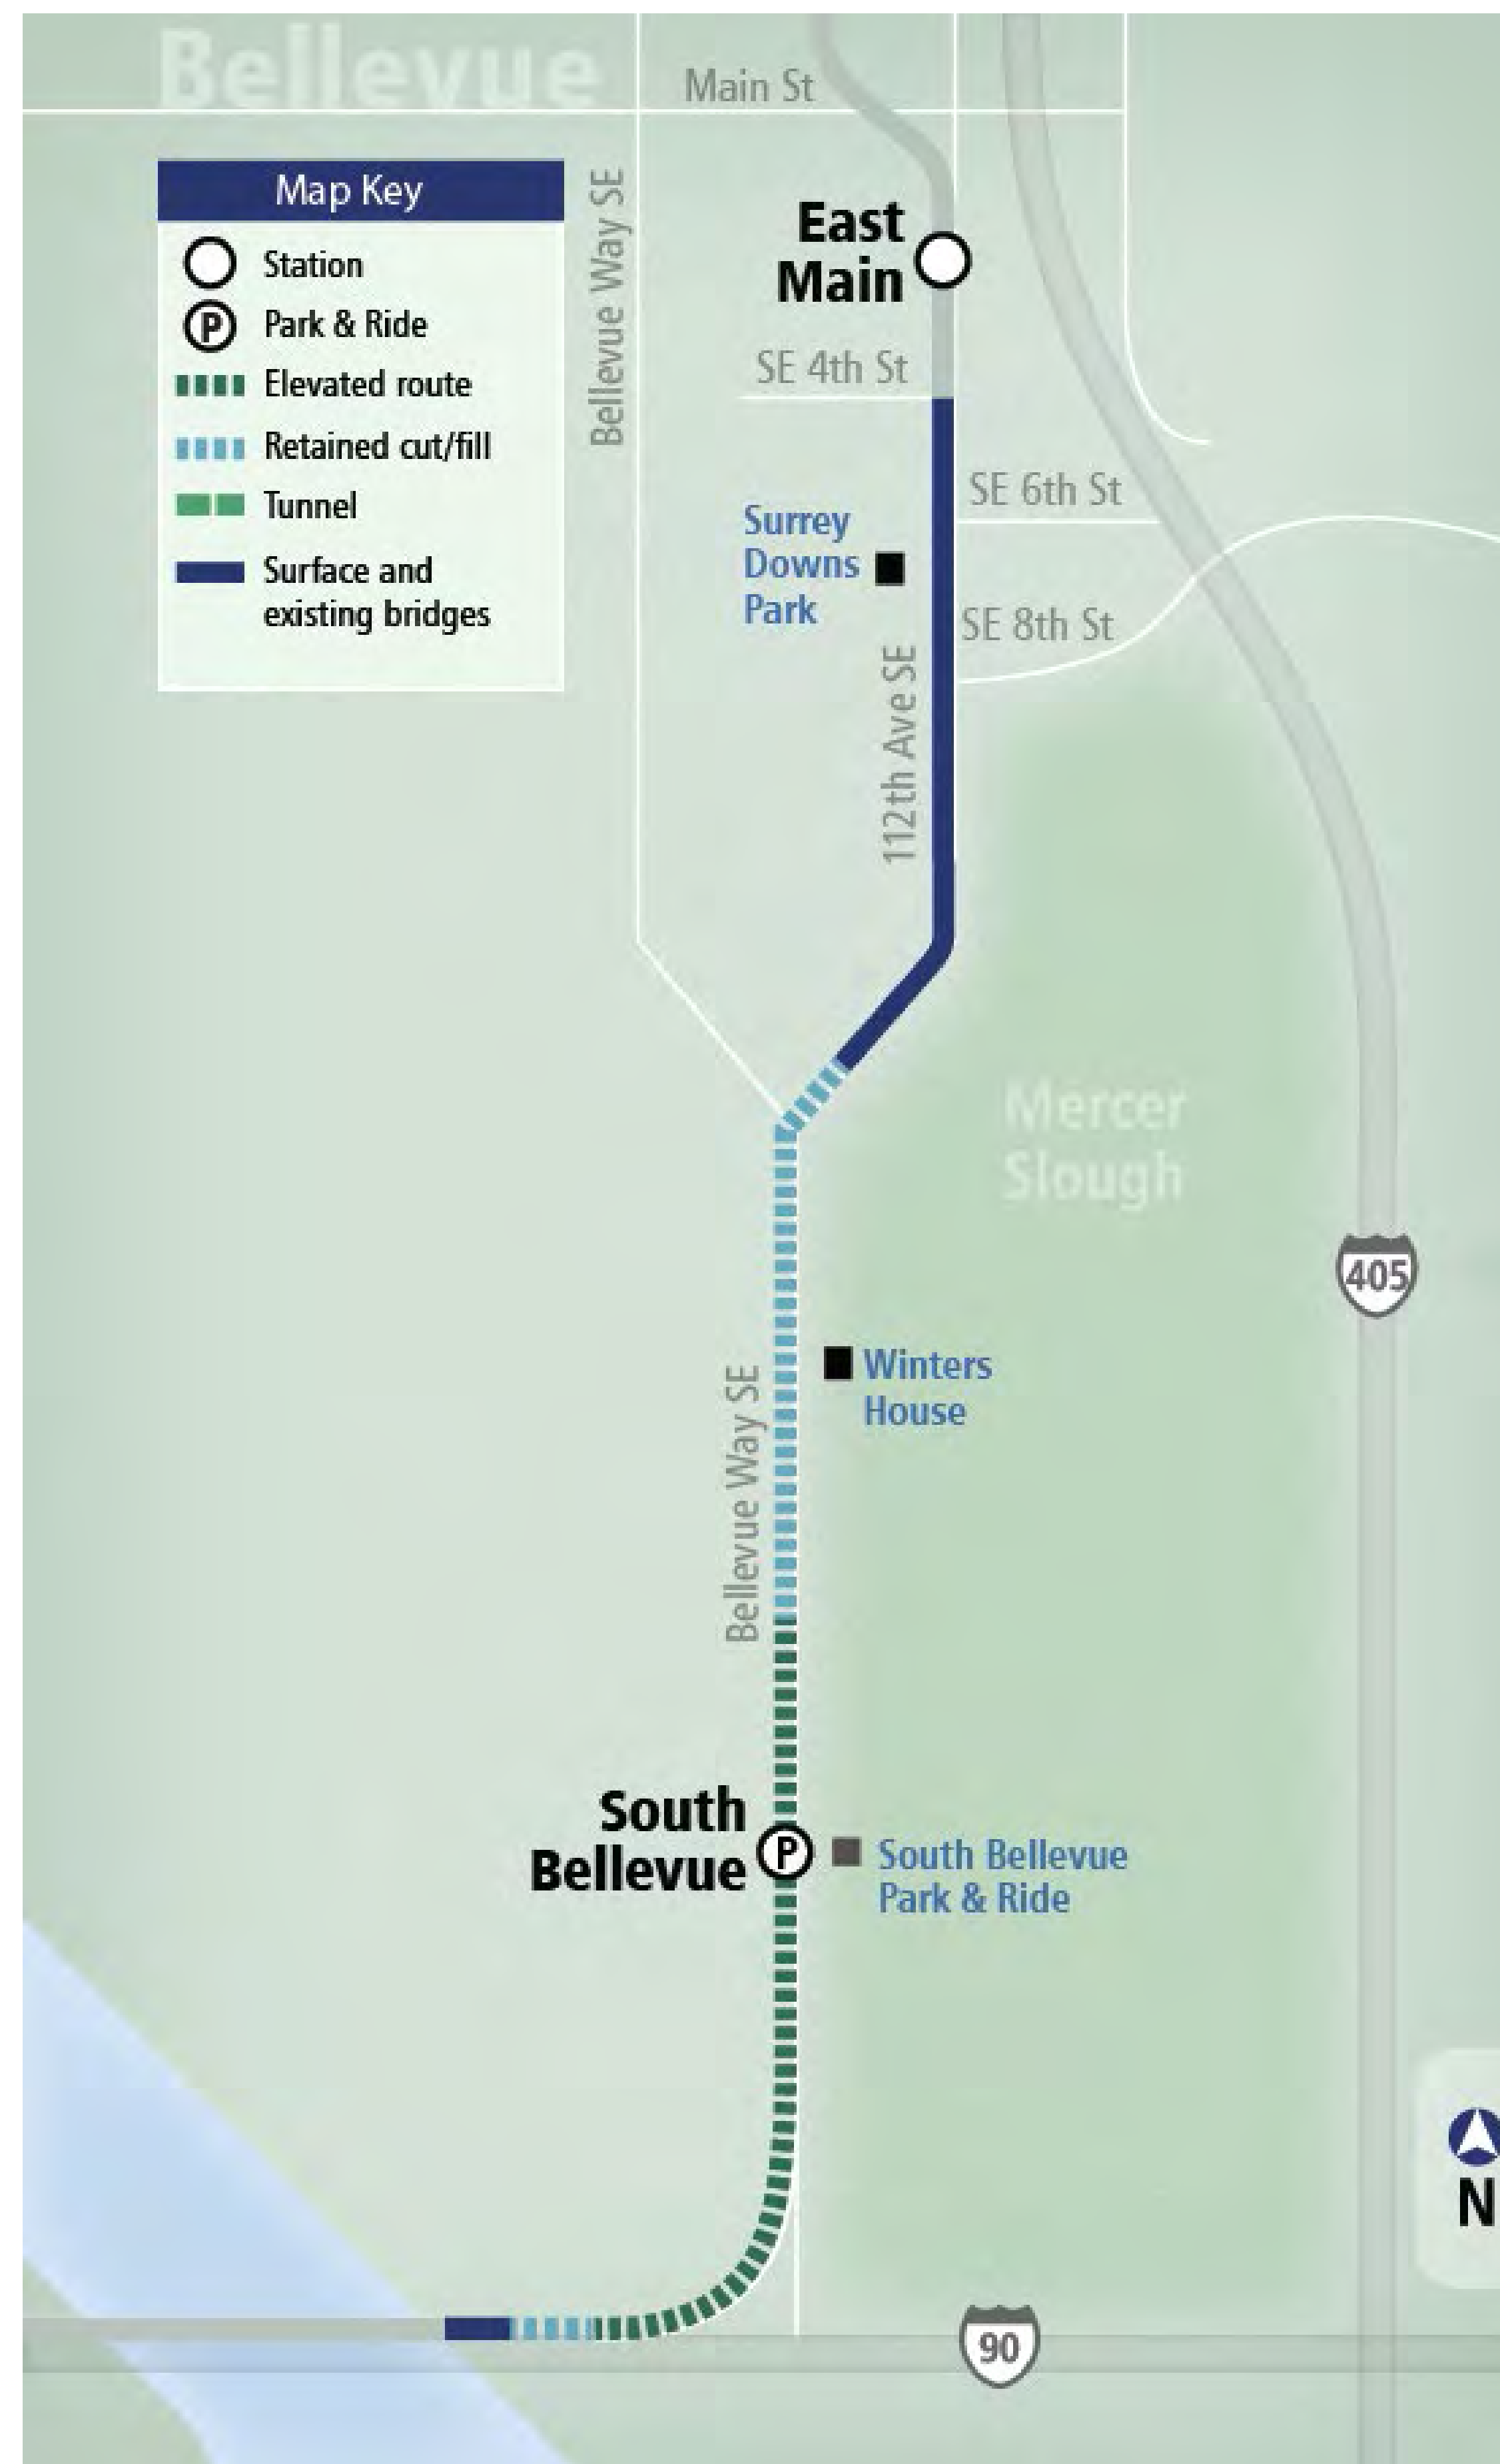 Bellevue
Main St
Map Key
Station
Park & Ride
Elevated route
Retained cut/fill
Tunnel
Surface and
existing bridges
Bellevue Way SE
East
Main
SE 4th St
SE 6th St
Surrey
Downs
Park
SE 8th St
112th Ave SE
Mercer
Slough
405
Winters
House
Bellevue Way SE
South
Bellevue
P
South Bellevue
Park & Ride
N
90
P